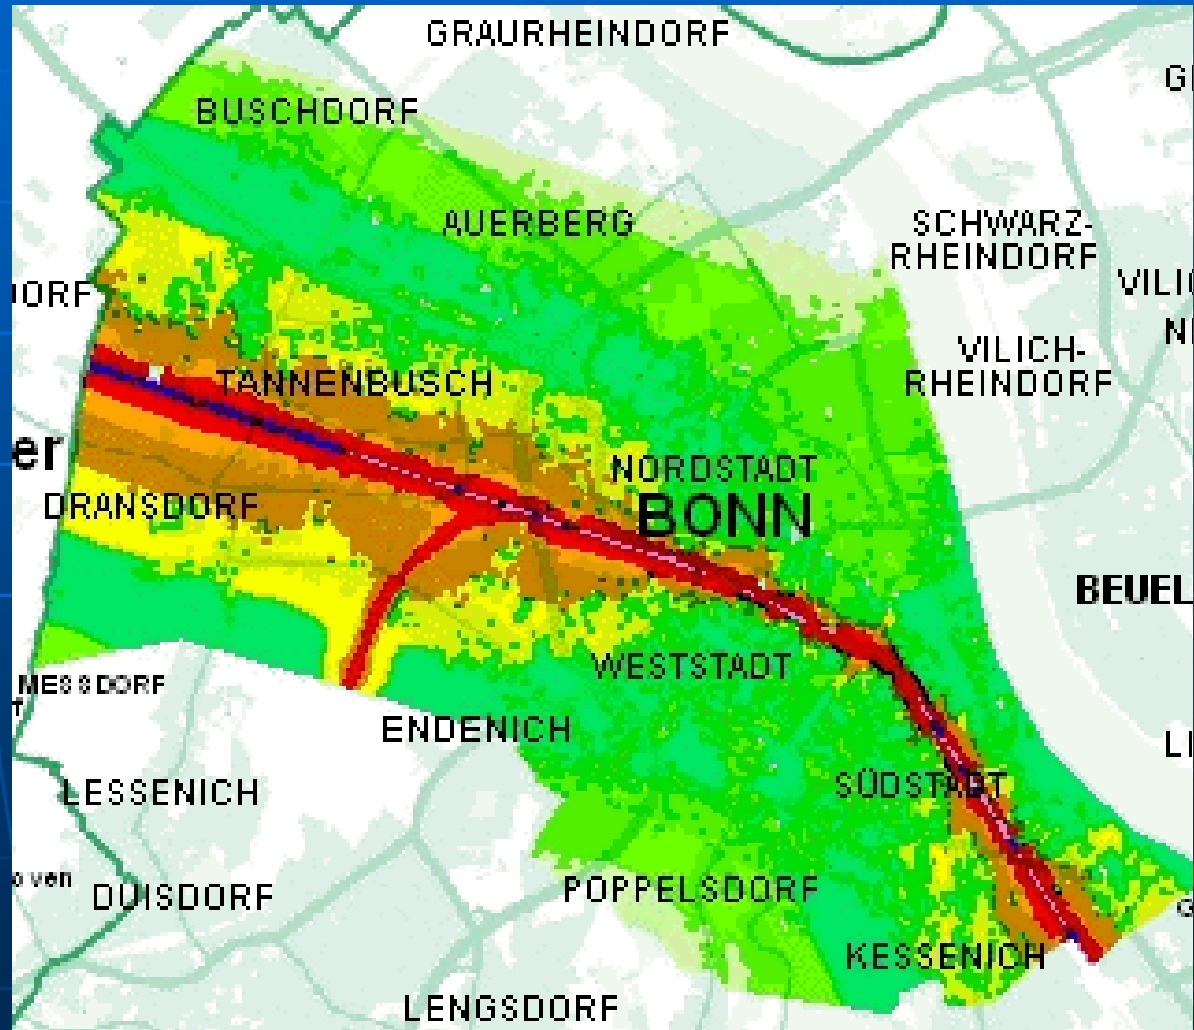 GRAURHEINDORF
BUSCHDORF
AUERBERG
SCHWARZ-
RHEINDORF
VILICH-
RHEINDORF
TANNENBUSCH
NORDSTADT
DRANSDORF
BONN
BEUEL
WESTSTADT
MESSDORF
ENDENICH
SÜDSTADT
LESSENICH
DUISDORF
POPPELSDORF
KESSENICH
LENGSDORF